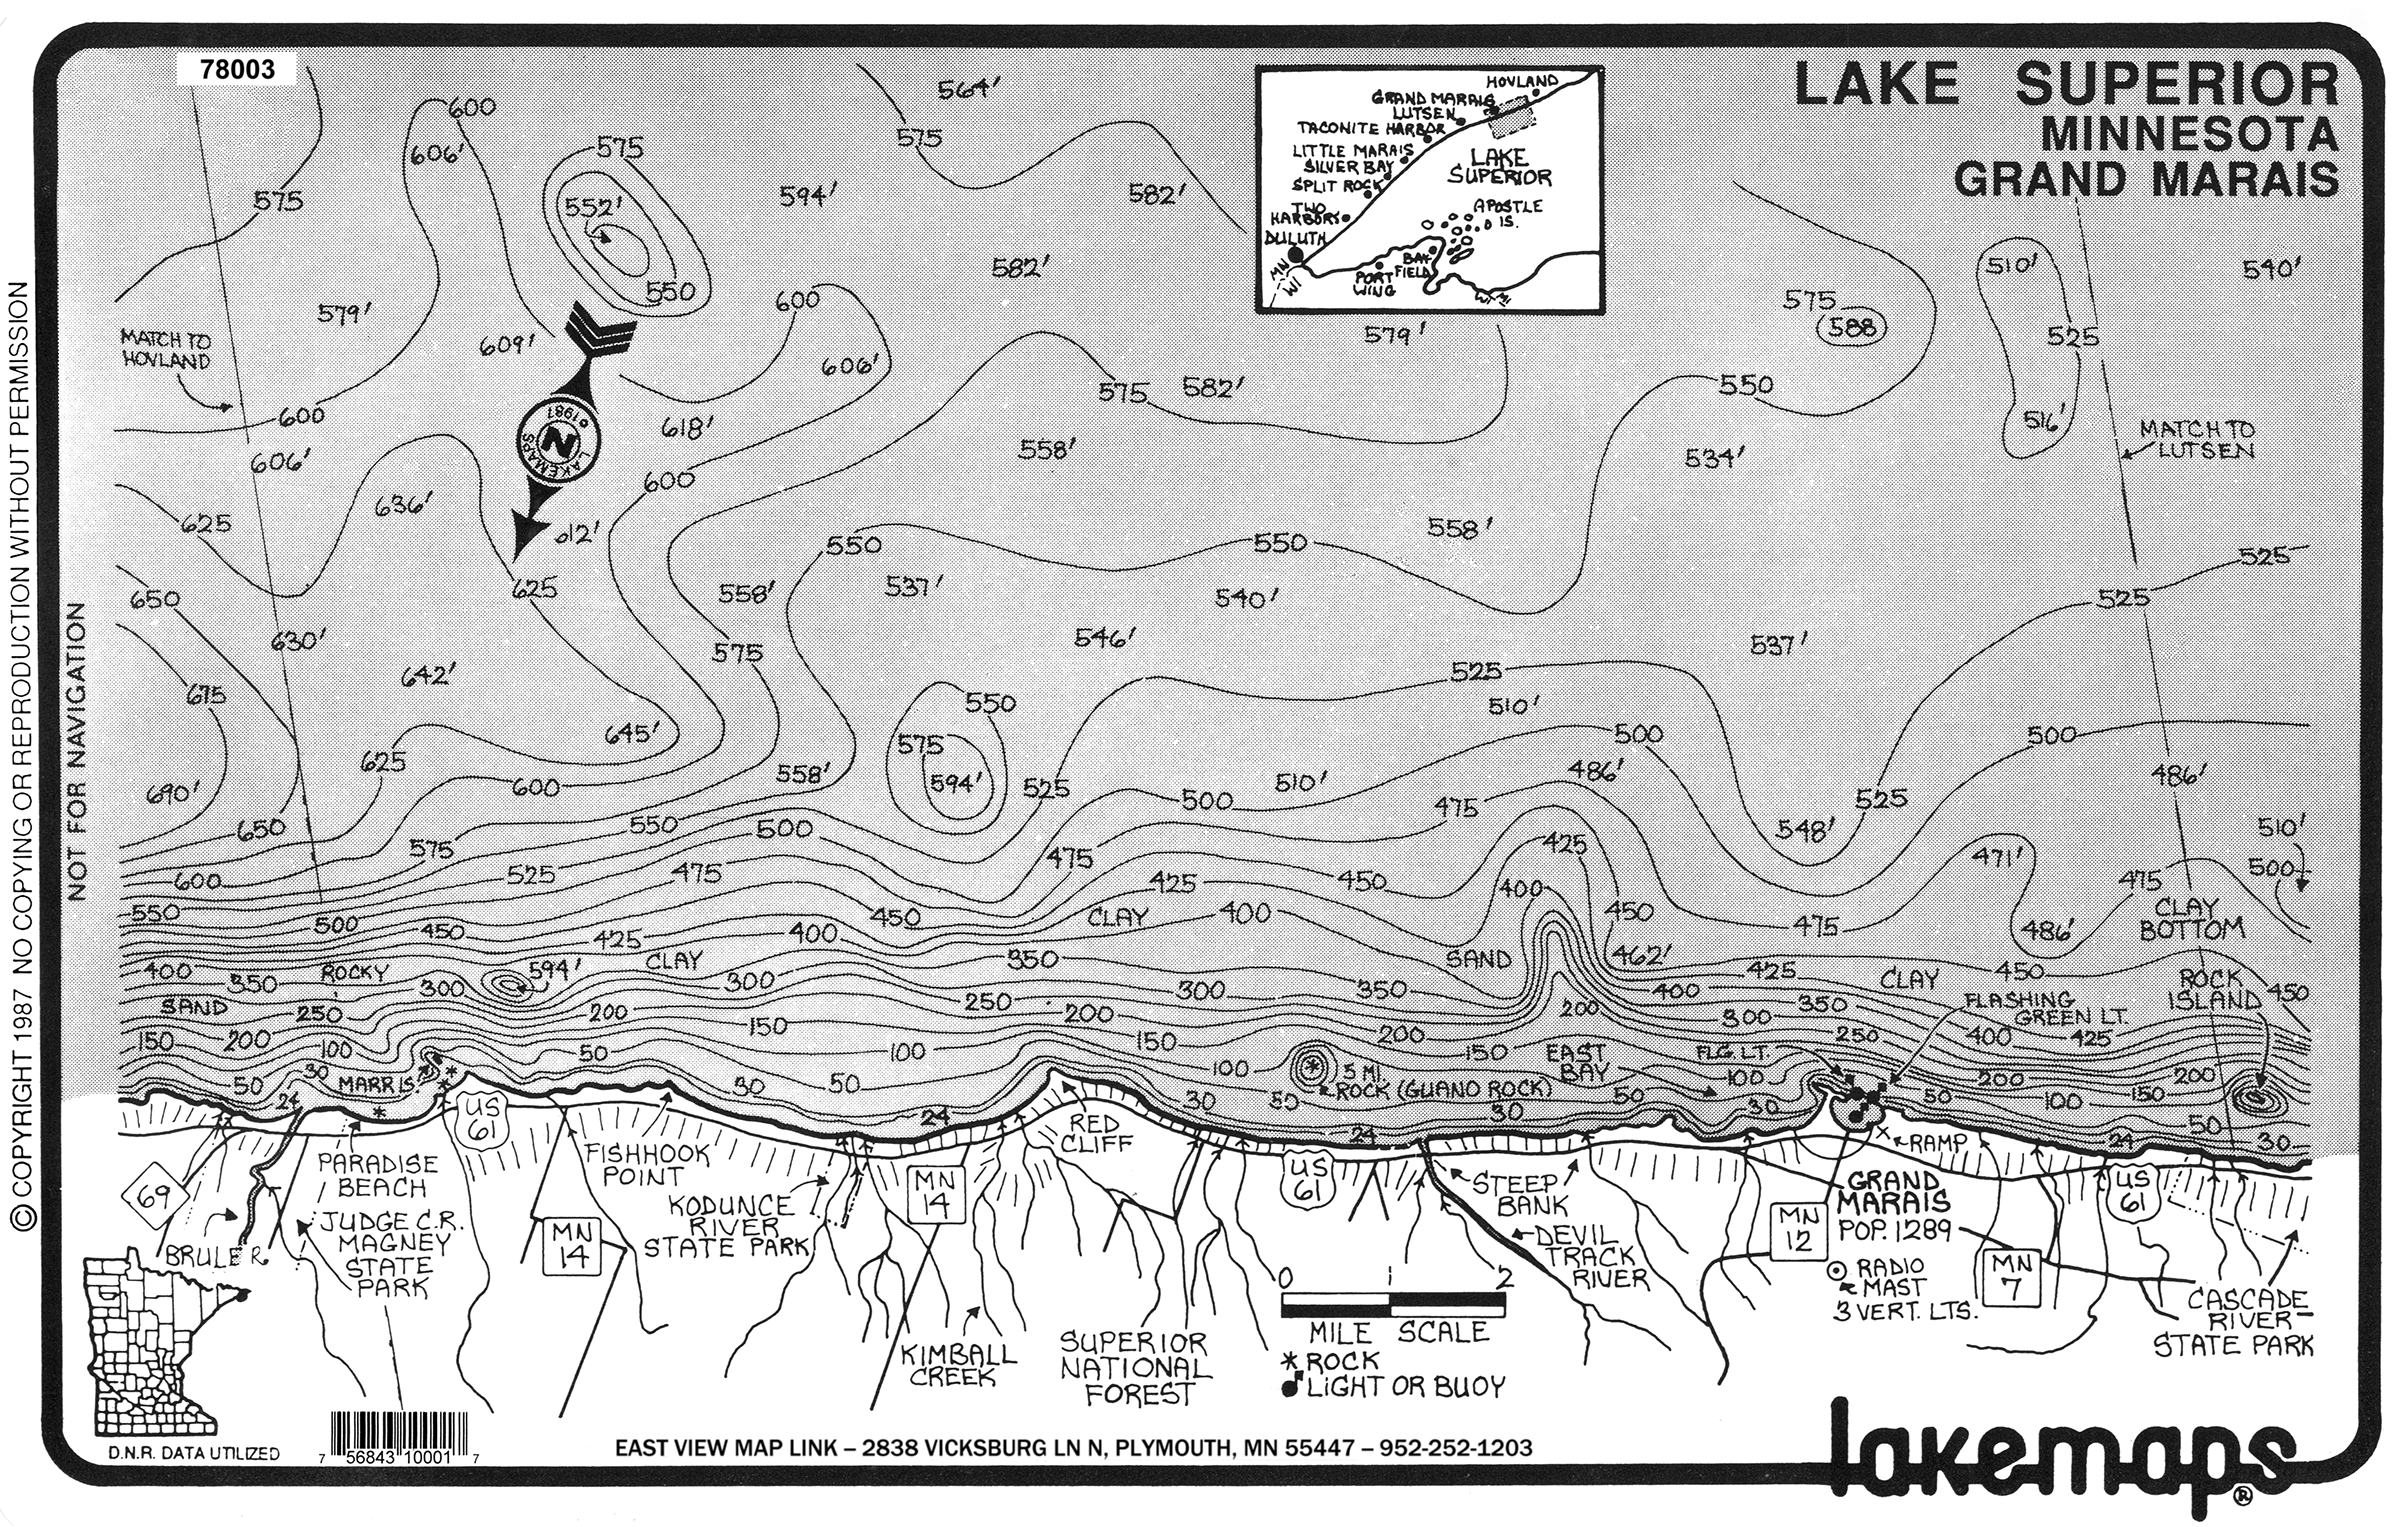 78003
LAKE SUPERIOR
MINNESOTA
GRAND MARAIS
HOVLAND
GRAND MARAIS
LUTSEN
TACONITE HARBOR
LITTLE MARAIS
SILVER BAY
SPLIT ROCK
TWO
HARBORS
DULUTH
LAKE
SUPERIOR
APOSTLE
IS.
BAY-
FIELD
PORT
WING
MN
WI
WI
MI
© COPYRIGHT 1987 NO COPYING OR REPRODUCTION WITHOUT PERMISSION
NOT FOR NAVIGATION
600
564'
575
575
606'
575
594'
582'
552'
550
582'
510'
540'
579'
600
575
588
525
609'
606'
579'
MATCH TO
HOVLAND
575
582'
550
516'
600
618'
MATCH TO
LUTSEN
LAKEMAPS
N
©1987
606'
558'
534'
600
636'
625
612'
558'
550
550
525
625
558'
537'
540'
525
650
630'
546'
537'
575
642'
525
675
550
510'
645'
575
500
500
625
558'
594'
525
510'
486'
486'
690'
600
500
475
525
650
550
500
548'
510'
575
475
425
471'
500
600
525
475
425
450
400
475
550
500
450
450
CLAY
400
450
475
CLAY
BOTTOM
486'
425
400
350
SAND
462'
400
350
ROCKY
594'
CLAY
425
CLAY
450
ROCK
ISLAND
450
300
300
300
350
400
350
FLASHING
GREEN LT.
SAND
250
200
250
200
200
300
150
200
100
150
150
200
250
400
425
50
100
150
EAST
BAY
FLG. LT.
50
30
MARR IS.
30
50
100
5 MI.
ROCK (GUANO ROCK)
50
100
200
200
24
24
30
50
30
50
30
50
100
150
24
24
50
30
US
61
RED
CLIFF
RAMP
69
PARADISE
BEACH
FISHHOOK
POINT
MN
14
US
61
STEEP
BANK
GRAND
MARAIS
POP. 1289
US
61
BRULE R.
JUDGE C.R.
MAGNEY
STATE
PARK
MN
14
KODUNCE
RIVER
STATE PARK
DEVIL
TRACK
RIVER
MN
12
RADIO
MAST
3 VERT. LTS.
MN
7
CASCADE
RIVER
STATE PARK
KIMBALL
CREEK
SUPERIOR
NATIONAL
FOREST
0 1 2
MILE SCALE
* ROCK
LIGHT OR BUOY
D.N.R. DATA UTILIZED
7 56843 10001 7
EAST VIEW MAP LINK – 2838 VICKSBURG LN N, PLYMOUTH, MN 55447 – 952-252-1203
lakemaps®